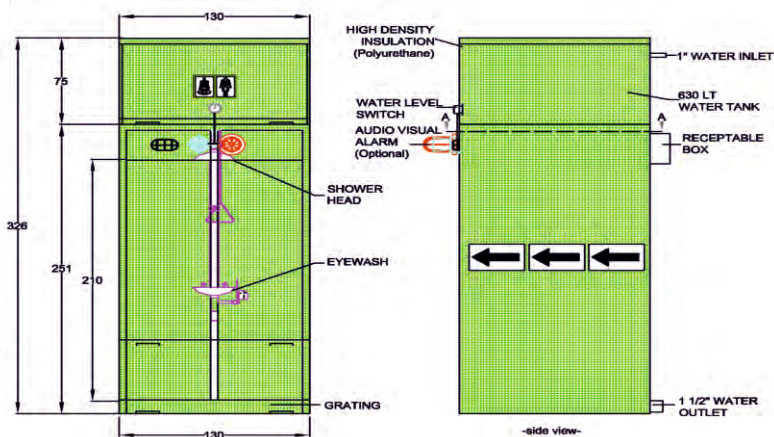 130
75
326
251
210
SHOWER
HEAD
EYEWASH
GRATING
130
HIGH DENSITY
INSULATION
(Polyurethane)
WATER LEVEL
SWITCH
A
AUDIO VISUAL
ALARM
(Optional)
1" WATER INLET
630 LT
WATER TANK
A
RECEPTABLE
BOX
1 1/2" WATER
OUTLET
-side view-